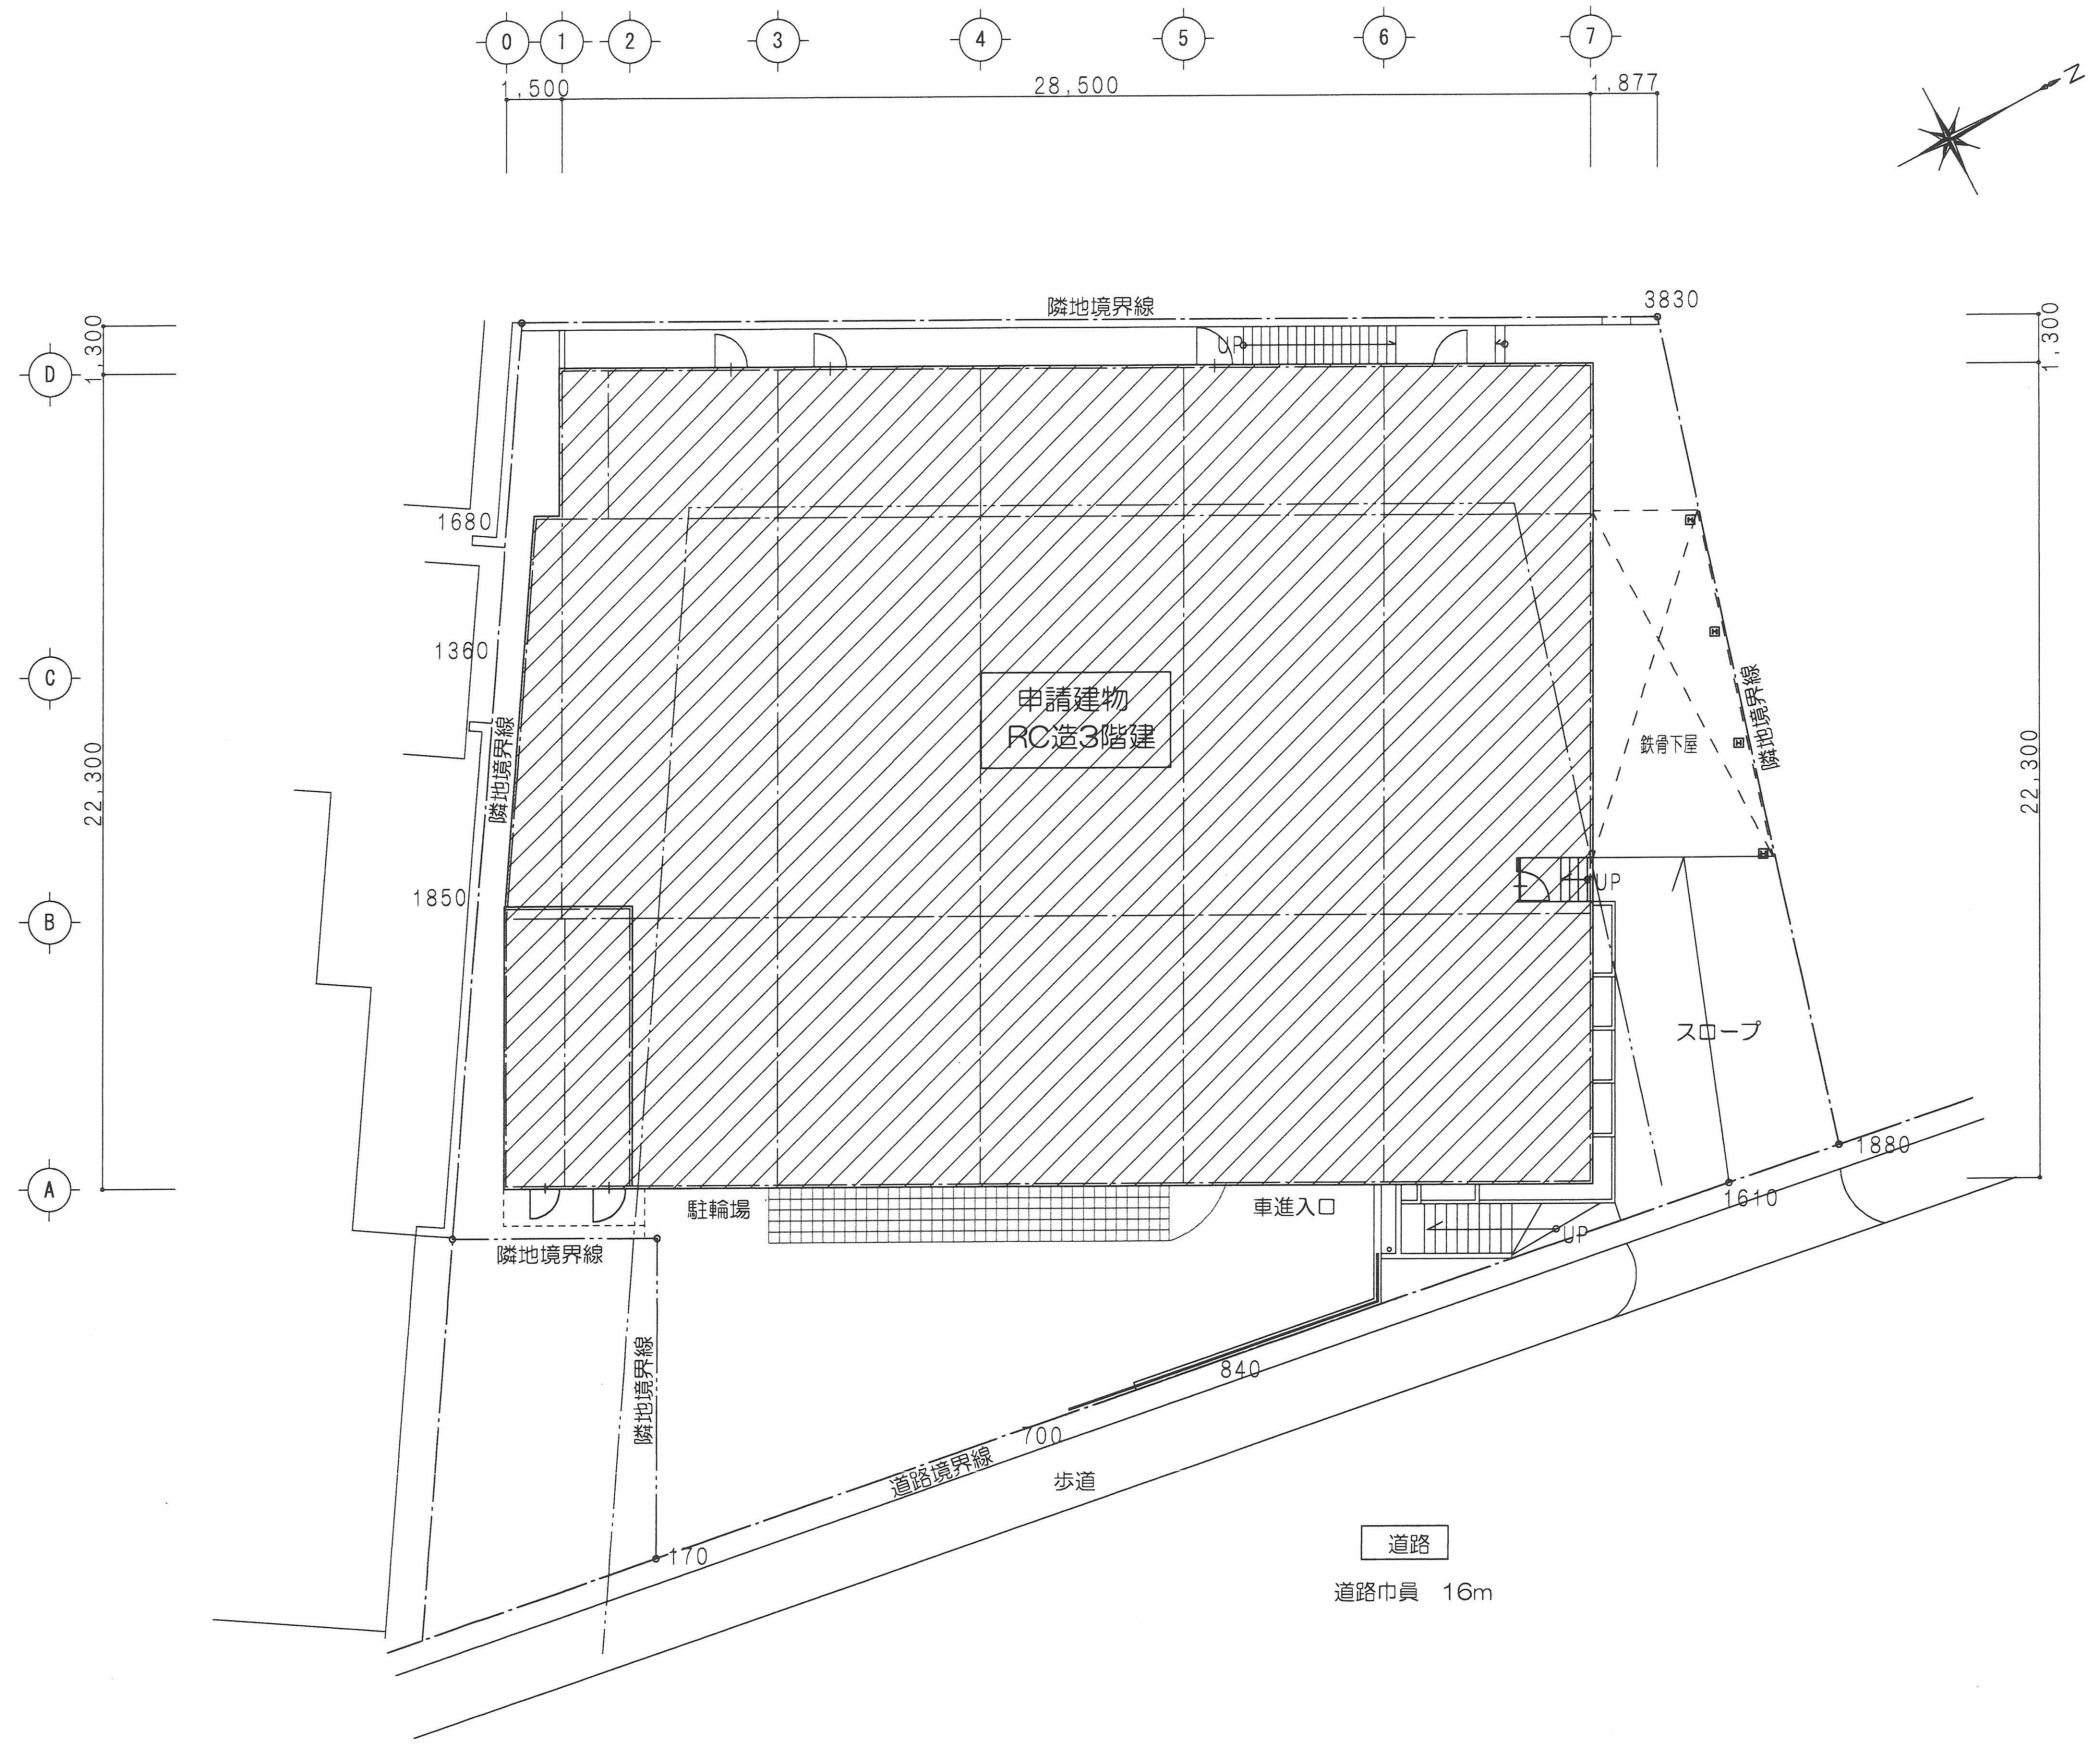 0 1 2 3 4 5 6 7
1,500 28,500 1,877
N
隣地境界線 3830
1,300
1,300
D
UP
1680
C
1360
申請建物
RC造3階建
隣地境界線
隣地境界線
鉄骨下屋
22,300
22,300
UP
1850
B
スロープ
1880
A
1610
駐輪場
車進入口
UP
隣地境界線
隣地境界線
840
700
道路境界線
歩道
170
道路
道路巾員 16m